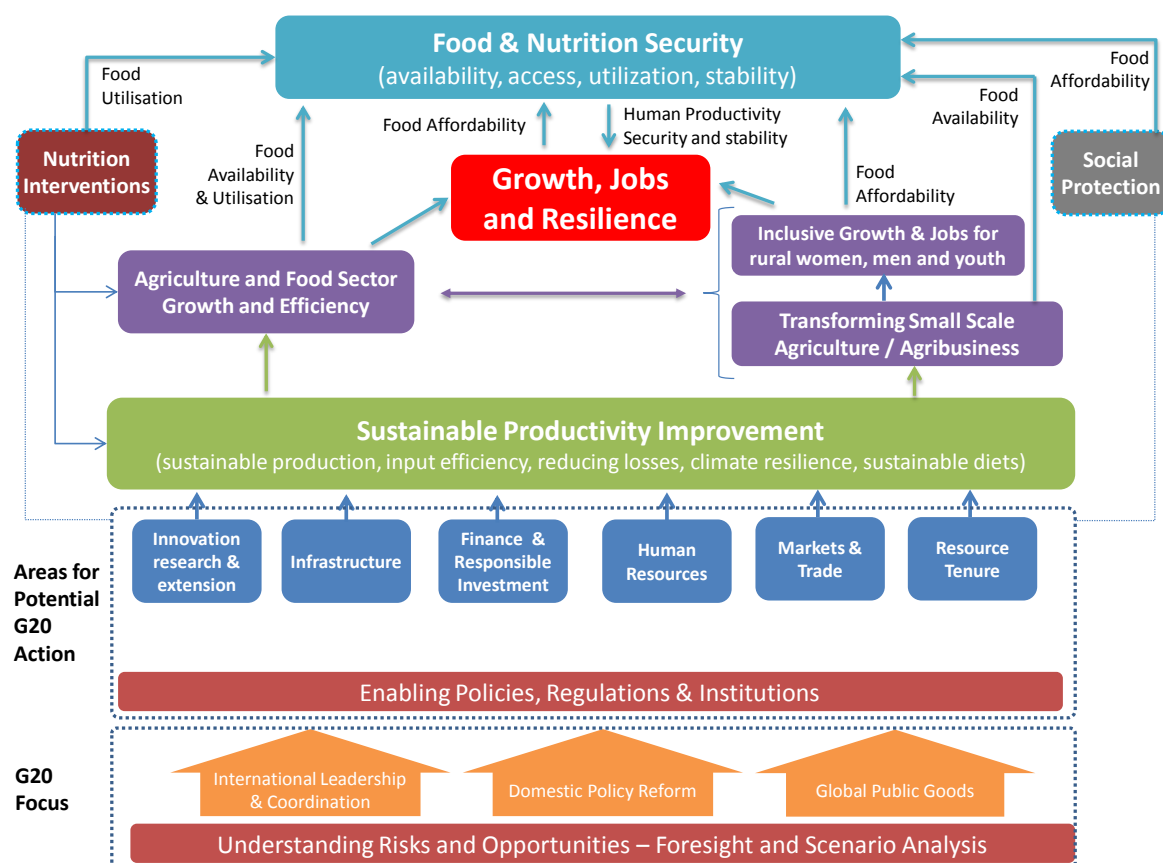 Food & Nutrition Security
(availability, access, utilization, stability)
Food
Utilisation
Food
Affordability
Food
Availability
Food Affordability
Human Productivity
Security and stability
Nutrition
Interventions
Food
Availability
& Utilisation
Growth, Jobs
and Resilience
Food
Affordability
Social
Protection
Inclusive Growth & Jobs for
rural women, men and youth
Agriculture and Food Sector
Growth and Efficiency
Transforming Small Scale
Agriculture / Agribusiness
Sustainable Productivity Improvement
(sustainable production, input efficiency, reducing losses, climate resilience, sustainable diets)
Areas for
Potential
G20
Action
Innovation
research &
extension
Infrastructure
Finance &
Responsible
Investment
Human
Resources
Markets &
Trade
Resource
Tenure
Enabling Policies, Regulations & Institutions
G20
Focus
International Leadership
& Coordination
Domestic Policy Reform
Global Public Goods
Understanding Risks and Opportunities – Foresight and Scenario Analysis